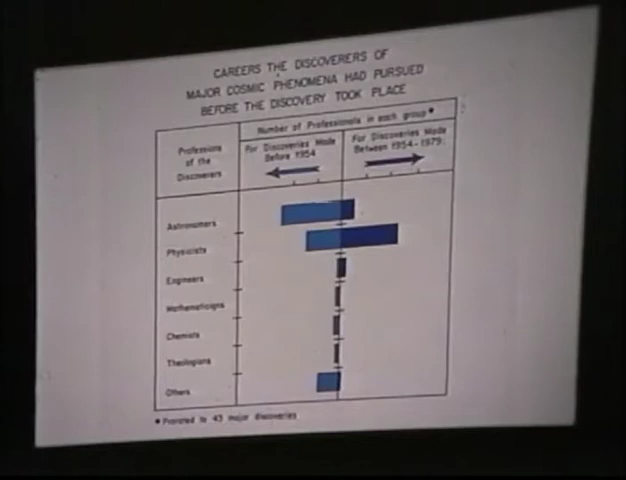 CAREERS THE DISCOVERERS OF
MAJOR COSMIC PHENOMENA HAD PURSUED
BEFORE THE DISCOVERY TOOK PLACE
Number of Professionals in each group*
Professions
of the
Discoverers
For Discoveries Made
Before 1954
For Discoveries Made
Between 1954-1979
Astronomers
Physicists
Engineers
Mathematicians
Chemists
Theologians
Others
* Prorated to 43 major discoveries